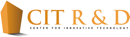 CIT R & D
CENTER FOR INNOVATIVE TECHNOLOGY